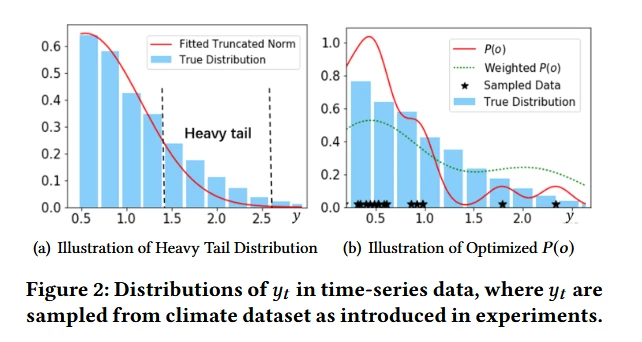 0.6
0.5
0.4
0.3
0.2
0.1
0.0
Fitted Truncated Norm
True Distribution
Heavy tail
0.5 1.0 1.5 2.0 2.5 y
(a) Illustration of Heavy Tail Distribution
1.0
0.8
0.6
0.4
0.2
0.0
P(o)
Weighted P(o)
Sampled Data
True Distribution
0.5 1.0 1.5 2.0 y
(b) Illustration of Optimized P(o)
Figure 2: Distributions of yt in time-series data, where yt are
sampled from climate dataset as introduced in experiments.